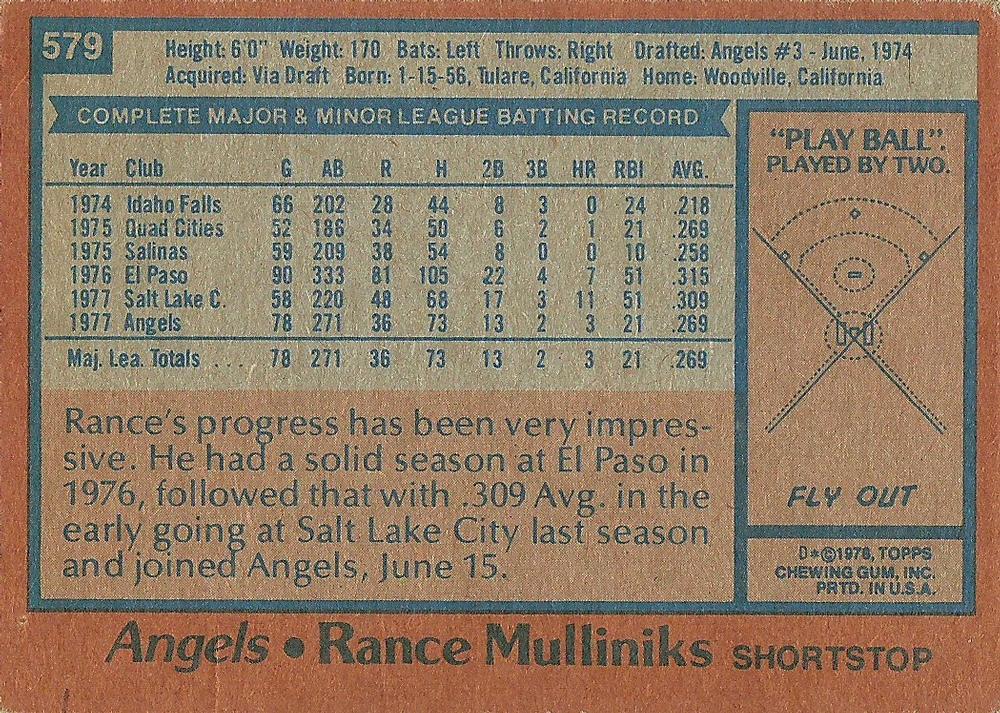 579
Height: 6'0" Weight: 170 Bats: Left Throws: Right Drafted: Angels #3 - June, 1974
Acquired: Via Draft Born: 1-15-56, Tulare, California Home: Woodville, California
COMPLETE MAJOR & MINOR LEAGUE BATTING RECORD
Year Club G AB R H 2B 3B HR RBI AVG.
1974 Idaho Falls 66 202 28 44 8 3 0 24 .218
1975 Quad Cities 52 186 34 50 6 2 1 21 .269
1975 Salinas 59 209 38 54 8 0 0 10 .258
1976 El Paso 90 333 81 105 22 4 7 51 .315
1977 Salt Lake C. 58 220 48 68 17 3 11 51 .309
1977 Angels 78 271 36 73 13 2 3 21 .269
Maj. Lea. Totals .... 78 271 36 73 13 2 3 21 .269
Rance's progress has been very impres-
sive. He had a solid season at El Paso in
1976, followed that with .309 Avg. in the
early going at Salt Lake City last season
and joined Angels, June 15.
"PLAY BALL".
PLAYED BY TWO.
FLY OUT
D*©1978, TOPPS
CHEWING GUM, INC.
PRTD. IN U.S.A.
Angels • Rance Mulliniks SHORTSTOP